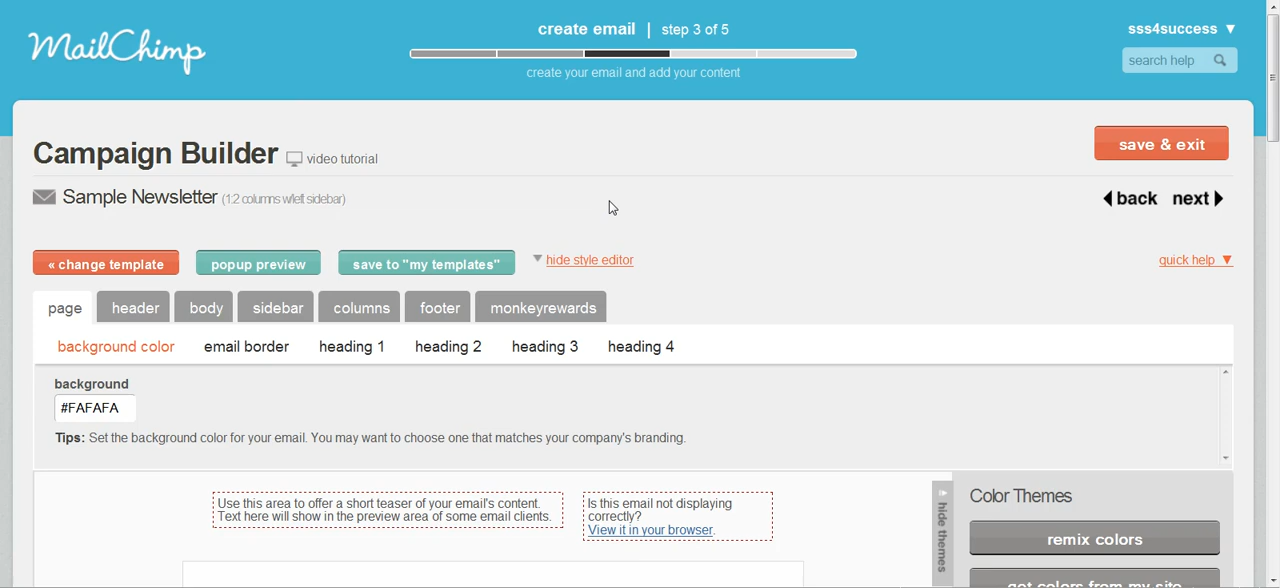 MailChimp
create email | step 3 of 5
create your email and add your content
sss4success ▼
search help
Campaign Builder video tutorial
save & exit
Sample Newsletter (1:2 columns w/left sidebar)
back next
« change template popup preview save to "my templates" hide style editor quick help ▼
page header body sidebar columns footer monkeyrewards
background color email border heading 1 heading 2 heading 3 heading 4
background
#FAFAFA
Tips: Set the background color for your email. You may want to choose one that matches your company's branding.
Use this area to offer a short teaser of your email's content.
Text here will show in the preview area of some email clients.
Is this email not displaying
correctly?
View it in your browser.
hide themes
Color Themes
remix colors
get colors from my site